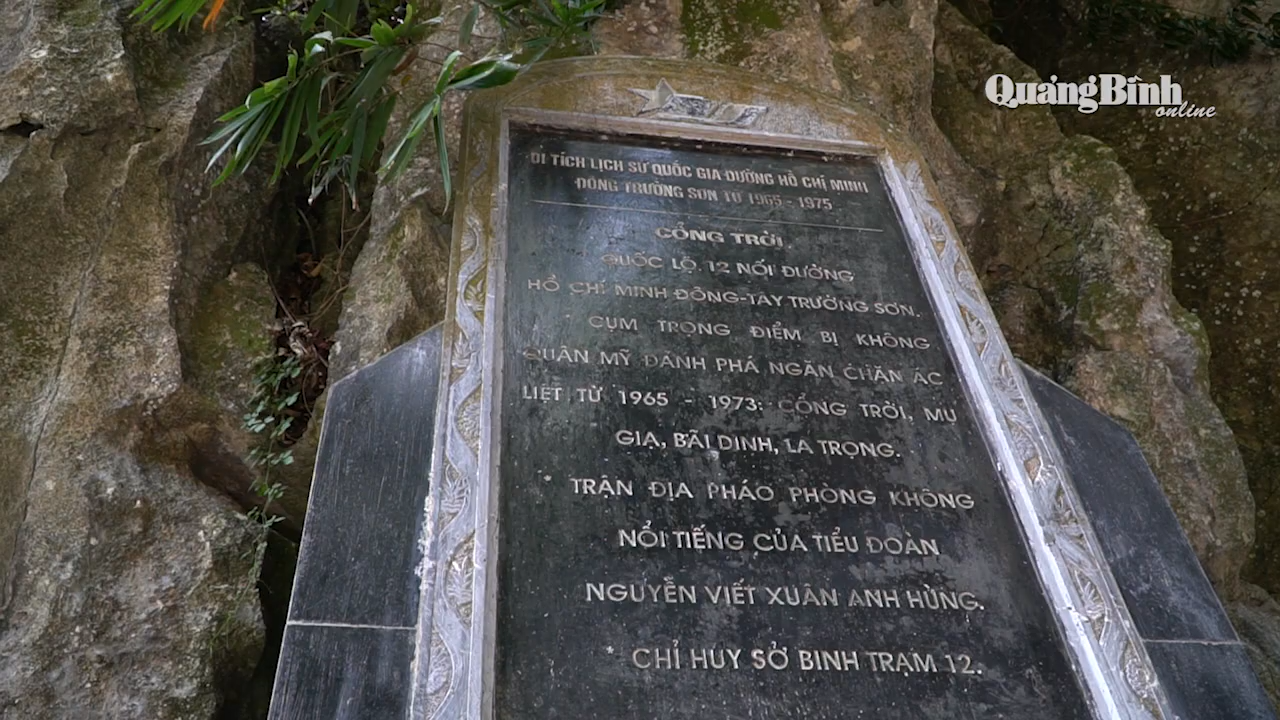 Quảng Bình
online
DI TÍCH LỊCH SỬ QUỐC GIA ĐƯỜNG HỒ CHÍ MINH
ĐÔNG TRƯỜNG SƠN TỪ 1965 - 1975
CỔNG TRỜI.
QUỐC LỘ 12 NỐI ĐƯỜNG
HỒ CHÍ MINH ĐÔNG-TÂY TRƯỜNG SƠN.
CỤM TRỌNG ĐIỂM BỊ KHÔNG
QUÂN MỸ ĐÁNH PHÁ NGĂN CHẶN ÁC
LIỆT TỪ 1965 - 1973: CỔNG TRỜI, MỤ
GIẠ, BÃI DINH, LA TRỌNG.
TRẬN ĐỊA PHÁO PHÒNG KHÔNG
NỔI TIẾNG CỦA TIỂU ĐOÀN
NGUYỄN VIẾT XUÂN ANH HÙNG.
CHỈ HUY SỞ BINH TRẠM 12.